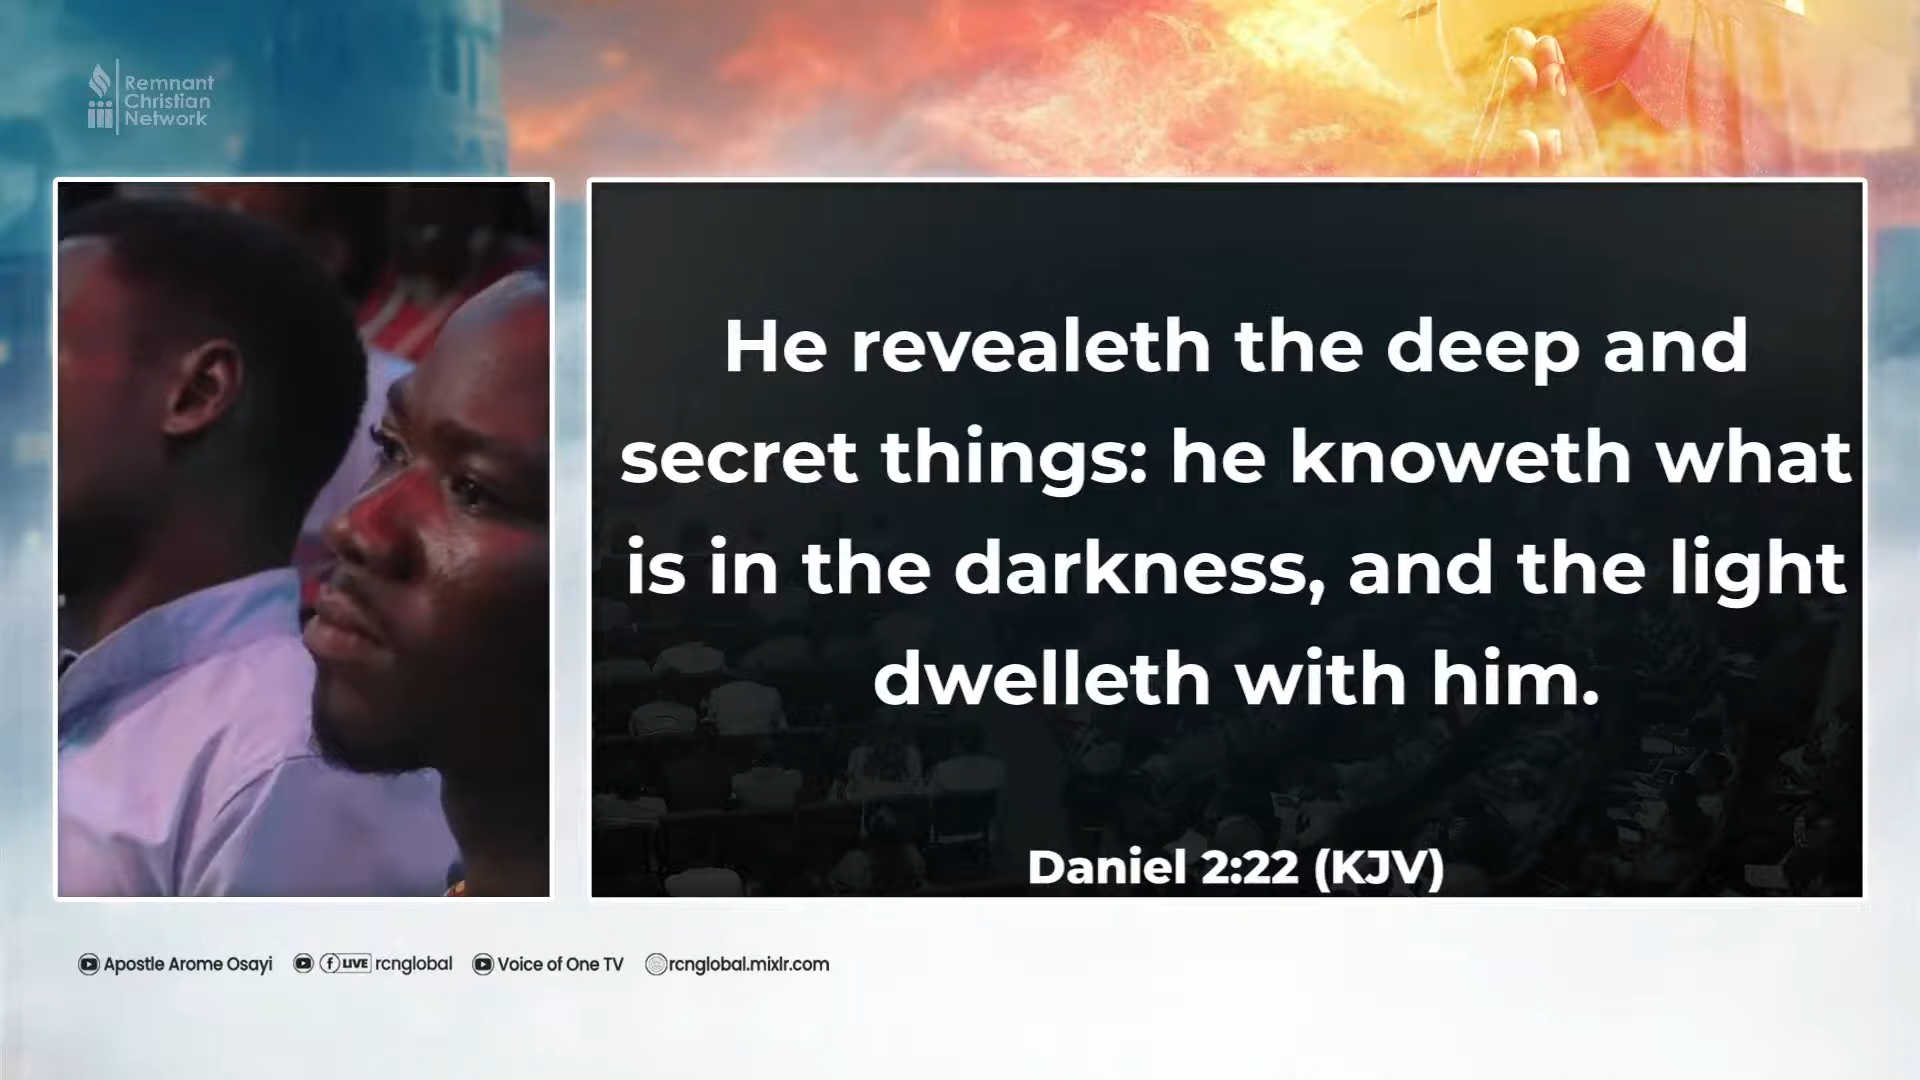 Remnant
Christian
Network
He revealeth the deep and
secret things: he knoweth what
is in the darkness, and the light
dwelleth with him.
Daniel 2:22 (KJV)
Apostle Arome Osayi f LIVE rcnglobal Voice of One TV rcnglobal.mixlr.com